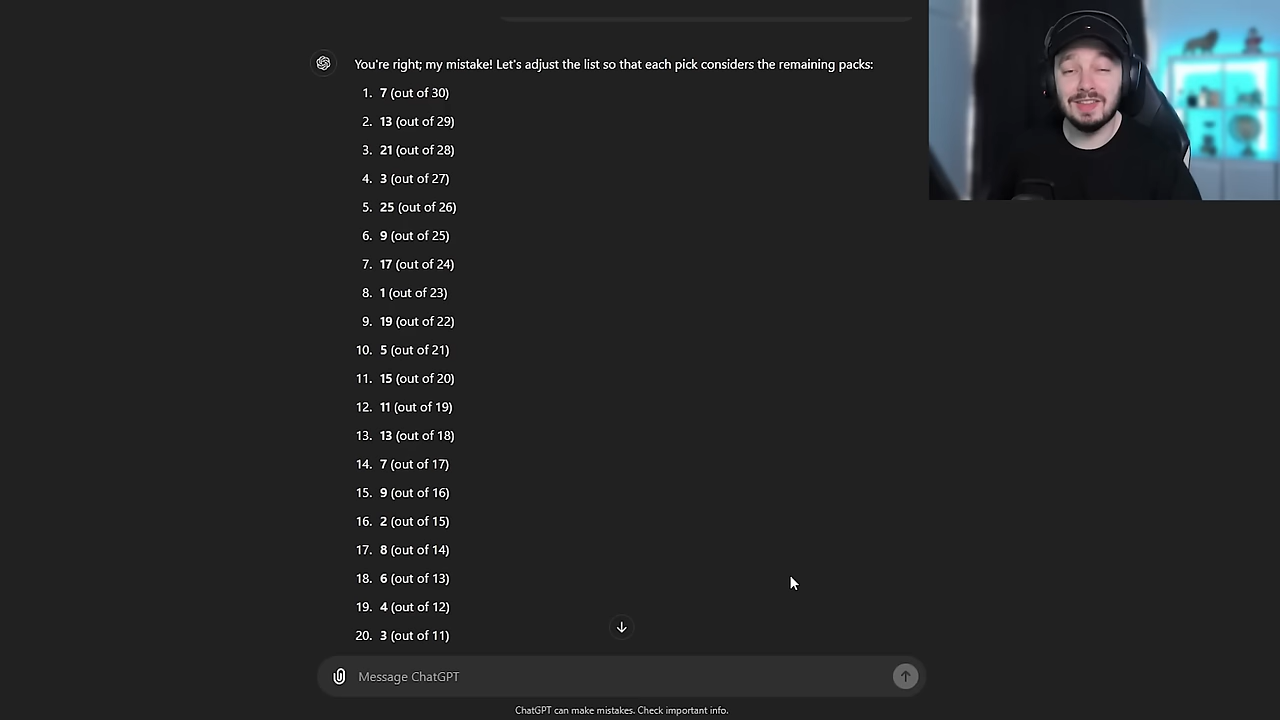 You're right; my mistake! Let's adjust the list so that each pick considers the remaining packs:
1. 7 (out of 30)
2. 13 (out of 29)
3. 21 (out of 28)
4. 3 (out of 27)
5. 25 (out of 26)
6. 9 (out of 25)
7. 17 (out of 24)
8. 1 (out of 23)
9. 19 (out of 22)
10. 5 (out of 21)
11. 15 (out of 20)
12. 11 (out of 19)
13. 13 (out of 18)
14. 7 (out of 17)
15. 9 (out of 16)
16. 2 (out of 15)
17. 8 (out of 14)
18. 6 (out of 13)
19. 4 (out of 12)
20. 3 (out of 11)
Message ChatGPT
ChatGPT can make mistakes. Check important info.